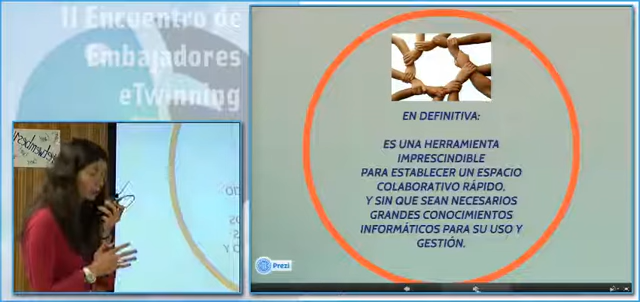 II Encuentro de
Embajadores
eTwinning
EN DEFINITIVA:
ES UNA HERRAMIENTA
IMPRESCINDIBLE
PARA ESTABLECER UN ESPACIO
COLABORATIVO RÁPIDO.
Y SIN QUE SEAN NECESARIOS
GRANDES CONOCIMIENTOS
INFORMÁTICOS PARA SU USO Y
GESTIÓN.
Prezi